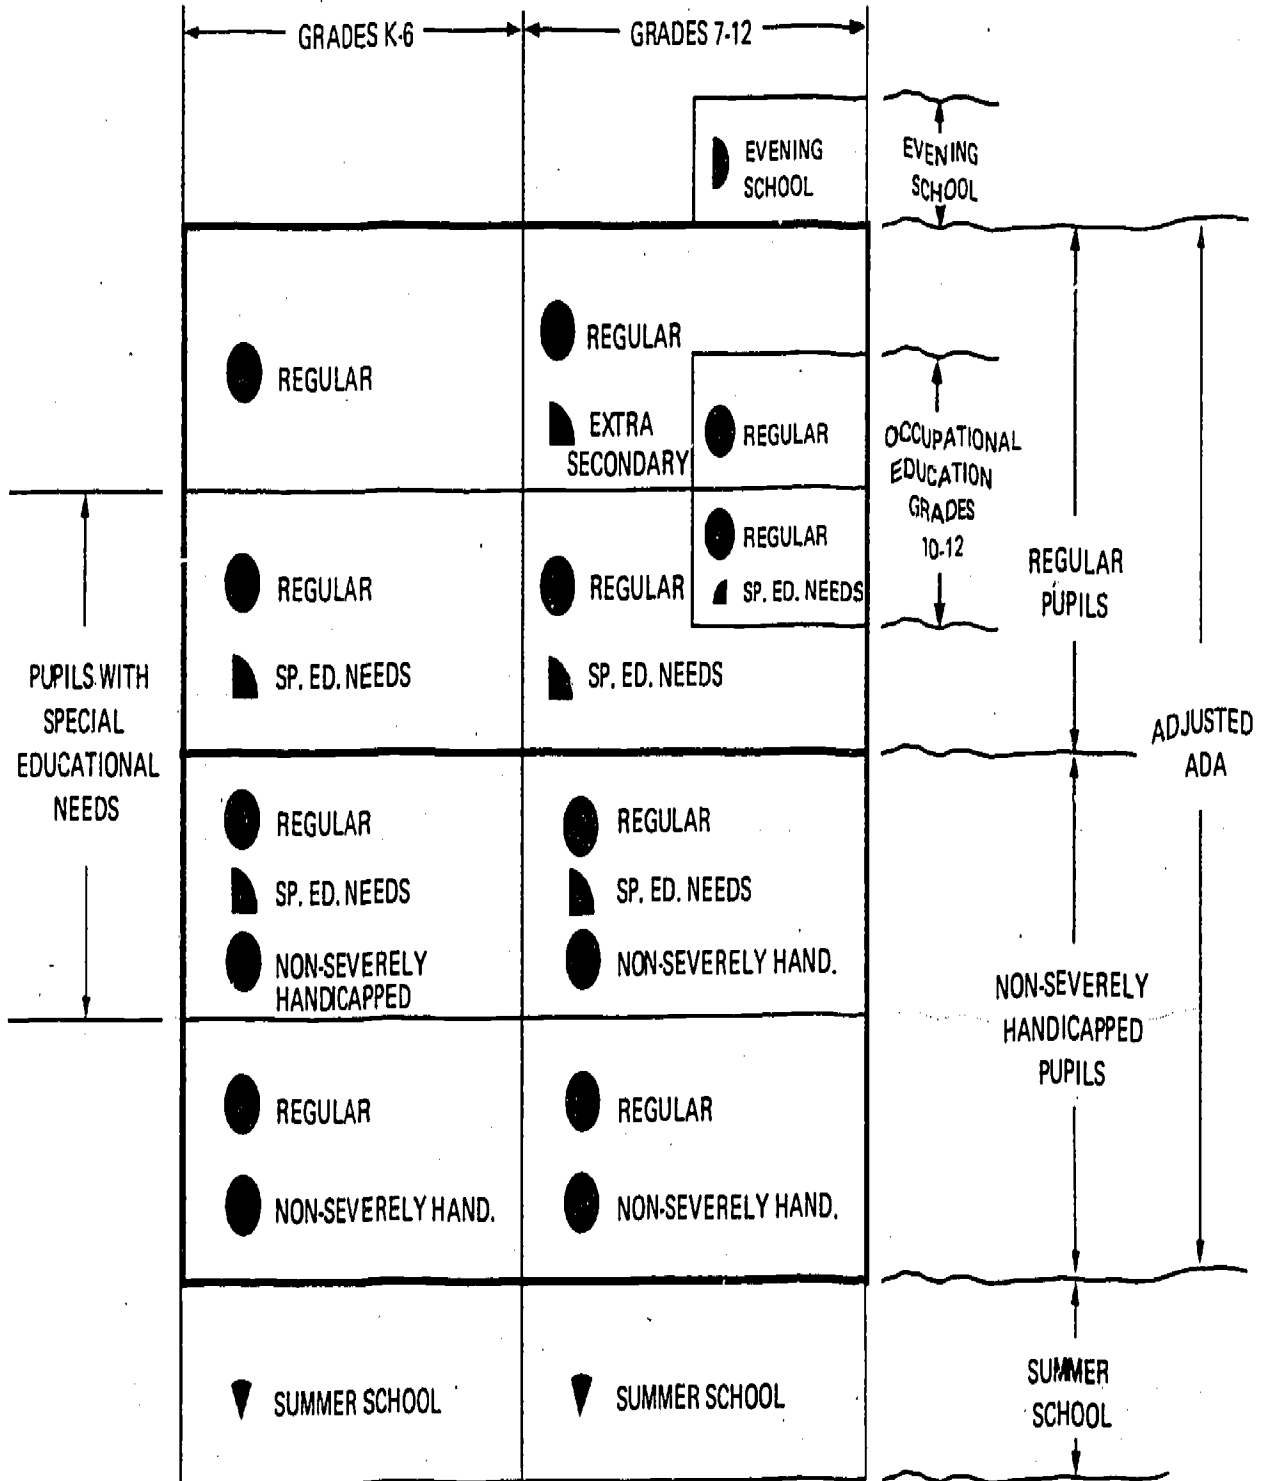 GRADES K-6
GRADES 7-12
EVENING
SCHOOL
EVENING
SCHOOL
REGULAR
REGULAR
EXTRA
SECONDARY
REGULAR
OCCUPATIONAL
EDUCATION
GRADES
10-12
REGULAR
SP. ED. NEEDS
REGULAR
REGULAR
SP. ED. NEEDS
SP. ED. NEEDS
REGULAR
PUPILS
PUPILS WITH
SPECIAL
EDUCATIONAL
NEEDS
ADJUSTED
ADA
REGULAR
SP. ED. NEEDS
NON-SEVERELY
HANDICAPPED
REGULAR
SP. ED. NEEDS
NON-SEVERELY HAND.
NON-SEVERELY
HANDICAPPED
PUPILS
REGULAR
NON-SEVERELY HAND.
REGULAR
NON-SEVERELY HAND.
SUMMER SCHOOL
SUMMER SCHOOL
SUMMER
SCHOOL